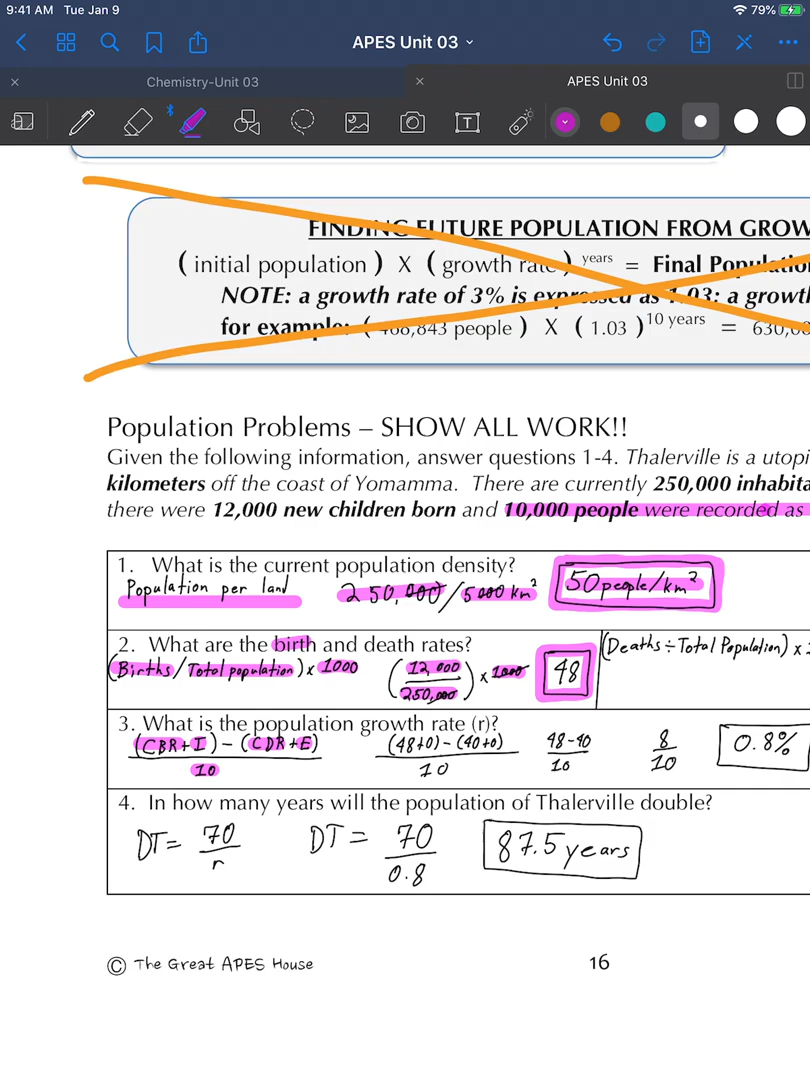 9:41 AM Tue Jan 9 79%
APES Unit 03
Chemistry-Unit 03 APES Unit 03
T
FINDING FUTURE POPULATION FROM GROW
( initial population ) X ( growth rate ) years = Final Populatio
NOTE: a growth rate of 3% is expressed as 1.03; a growt
for example: ( 468,843 people ) X ( 1.03 ) 10 years = 630,0
Population Problems – SHOW ALL WORK!!
Given the following information, answer questions 1-4. Thalerville is a utopi
kilometers off the coast of Yomamma. There are currently 250,000 inhabita
there were 12,000 new children born and 10,000 people were recorded as
1. What is the current population density?
Population per land 250,000/5000 km² 50 people/km²
2. What are the birth and death rates? (Deaths ÷ Total Population) x
(Births/Total population) x 1000 (12,000/250,000) x 1000 48
3. What is the population growth rate (r)?
(CBR+I) - (CDR+E) (48+0) - (40+0) 48-40 8 0.8%
10 10 10 10
4. In how many years will the population of Thalerville double?
DT = 70/r DT = 70/0.8 87.5 years
© The Great APES House 16